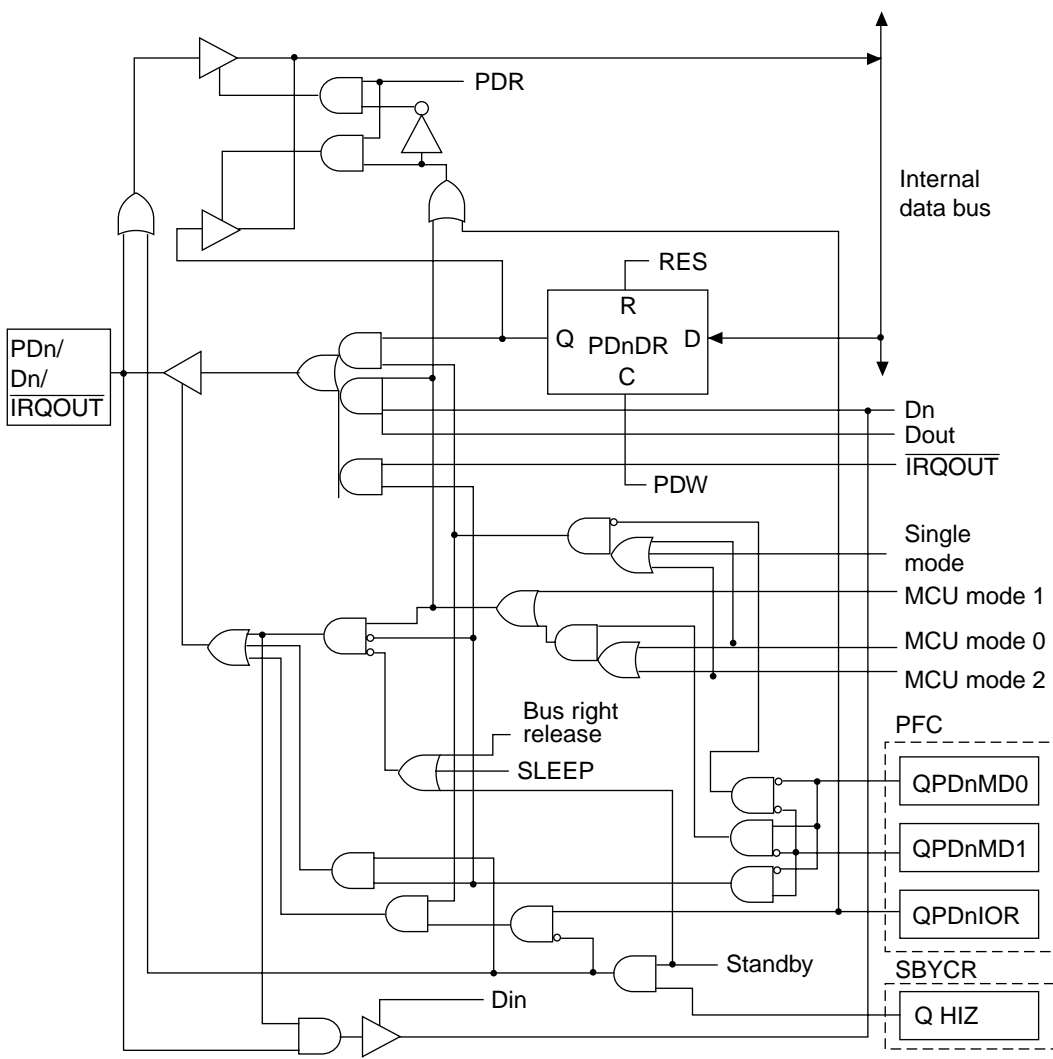 PDR
Internal
data bus
RES
R
Q
PDnDR
D
C
PDn/
Dn/
IRQOUT
Dn
Dout
IRQOUT
PDW
Single
mode
MCU mode 1
MCU mode 0
MCU mode 2
Bus right
release
SLEEP
PFC
QPDnMD0
QPDnMD1
QPDnIOR
Standby
SBYCR
Din
Q HIZ